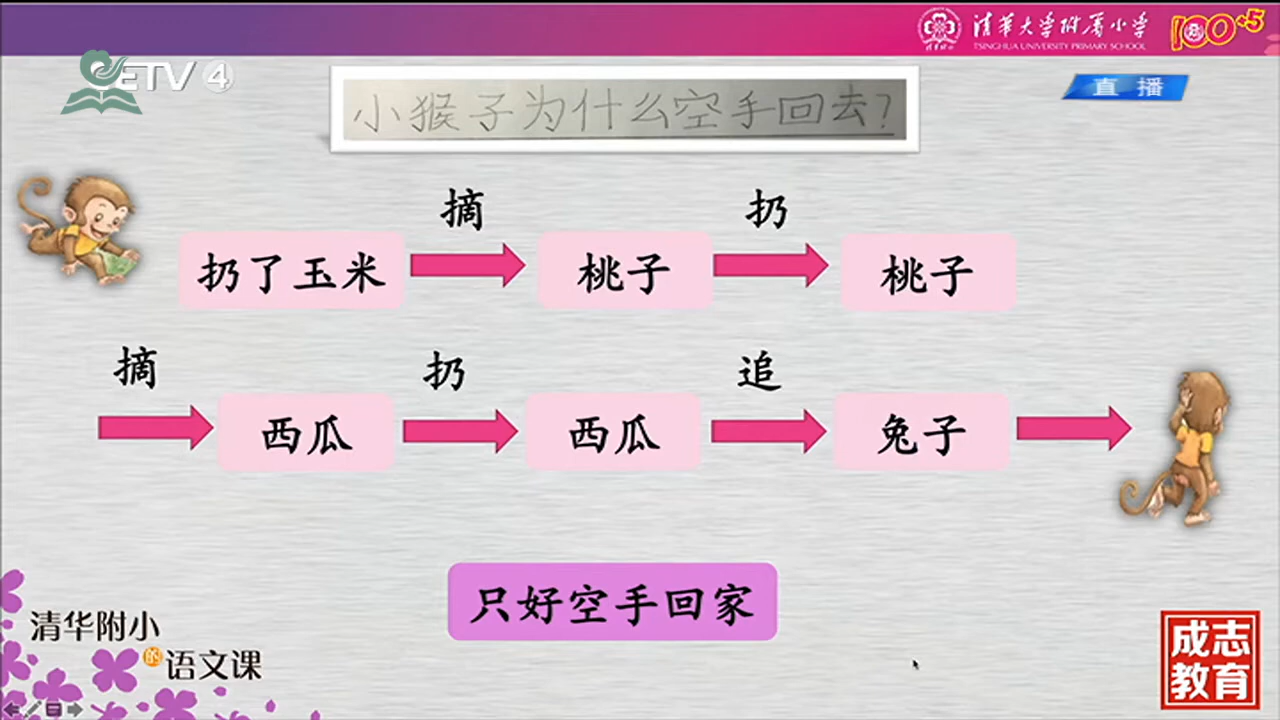 清华大学附属小学
TSINGHUA UNIVERSITY PRIMARY SCHOOL
100+5
CETV 4
直播
小猴子为什么空手回去?
摘 扔
扔了玉米 桃子 桃子
摘 扔 追
西瓜 西瓜 兔子
只好空手回家
清华附小
的语文课
成志
教育